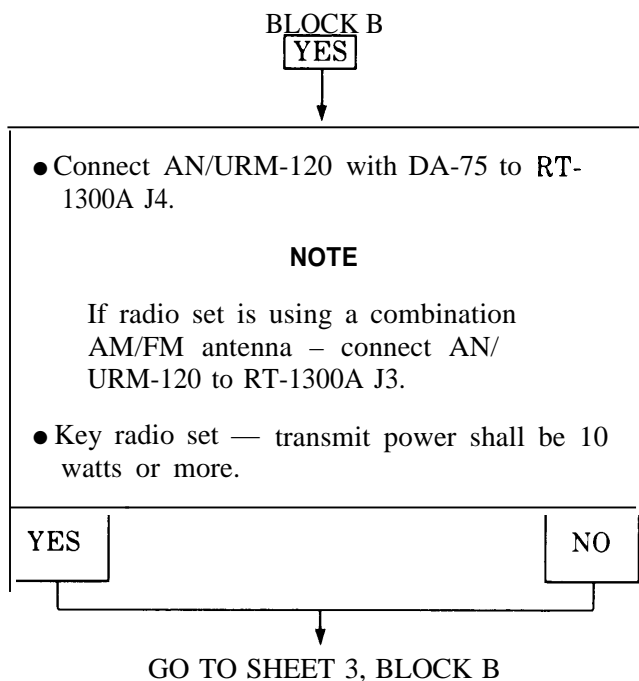 BLOCK B
YES
● Connect AN/URM-120 with DA-75 to RT-
1300A J4.
NOTE
If radio set is using a combination
AM/FM antenna – connect AN/
URM-120 to RT-1300A J3.
● Key radio set — transmit power shall be 10
watts or more.
YES
NO
GO TO SHEET 3, BLOCK B